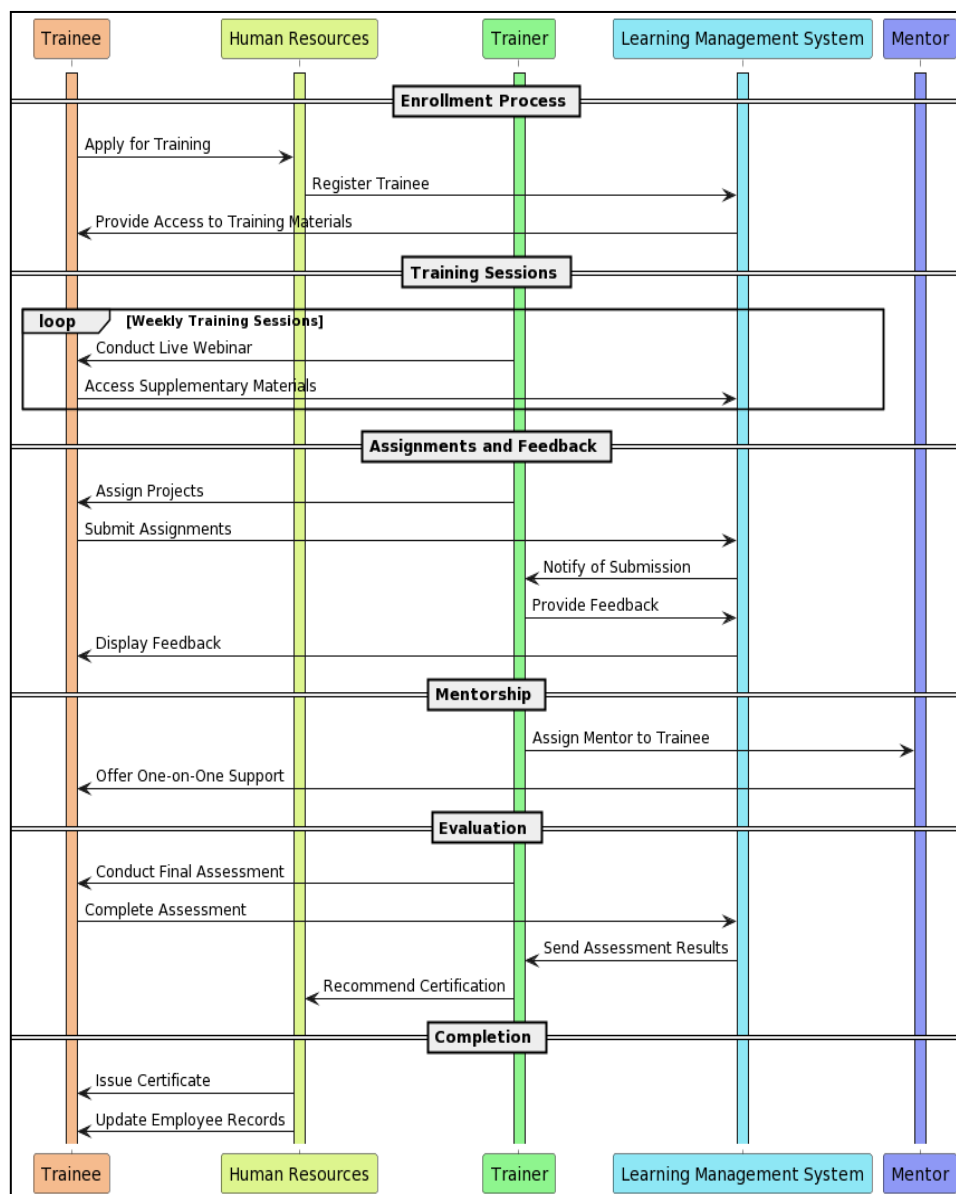 Trainee
Human Resources
Trainer
Learning Management System
Mentor
Enrollment Process
Apply for Training
Register Trainee
Provide Access to Training Materials
Training Sessions
loop [Weekly Training Sessions]
Conduct Live Webinar
Access Supplementary Materials
Assignments and Feedback
Assign Projects
Submit Assignments
Notify of Submission
Provide Feedback
Display Feedback
Mentorship
Assign Mentor to Trainee
Offer One-on-One Support
Evaluation
Conduct Final Assessment
Complete Assessment
Send Assessment Results
Recommend Certification
Completion
Issue Certificate
Update Employee Records
Trainee
Human Resources
Trainer
Learning Management System
Mentor